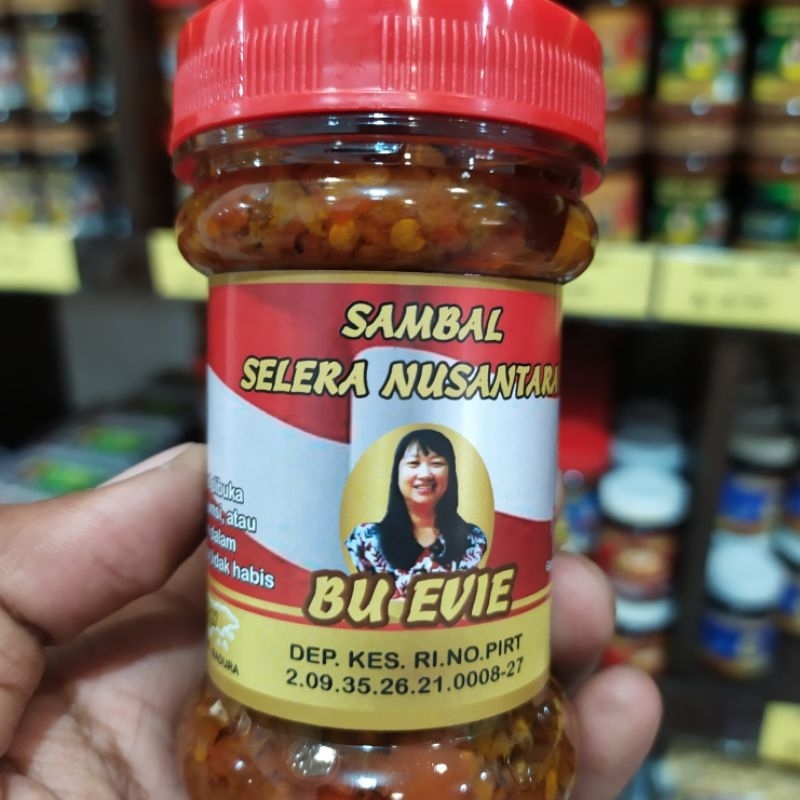 SAMBAL
SELERA NUSANTARA
dibuka
atau
dalam
tidak habis
BU EVIE
MADURA
DEP. KES. RI.NO.PIRT
2.09.35.26.21.0008-27